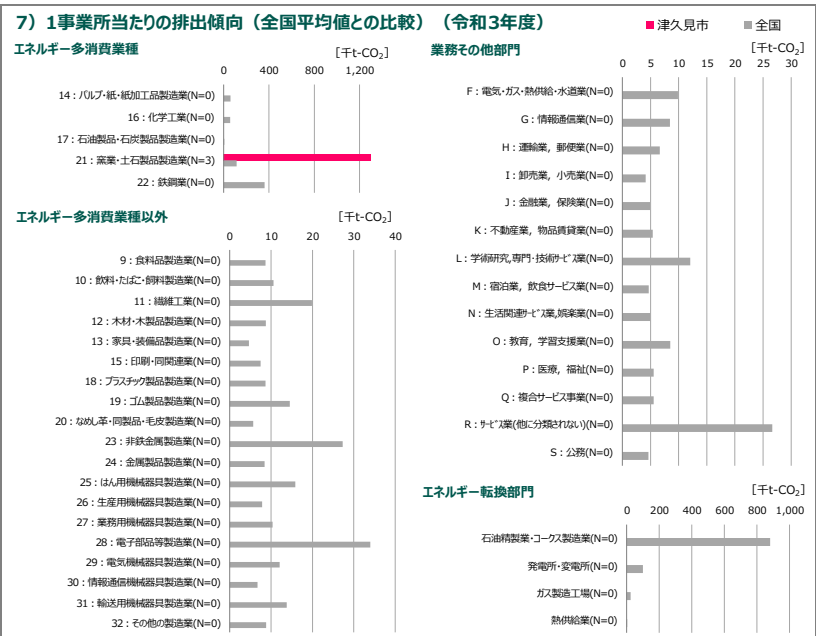 7）1事業所当たりの排出傾向（全国平均値との比較）（令和3年度）
津久見市 全国
エネルギー多消費業種
[千t-CO₂]
0 400 800 1,200
14：パルプ・紙・紙加工品製造業(N=0)
16：化学工業(N=0)
17：石油製品・石炭製品製造業(N=0)
21：窯業・土石製品製造業(N=3)
22：鉄鋼業(N=0)
エネルギー多消費業種以外
[千t-CO₂]
0 10 20 30 40
9：食料品製造業(N=0)
10：飲料・たばこ・飼料製造業(N=0)
11：繊維工業(N=0)
12：木材・木製品製造業(N=0)
13：家具・装備品製造業(N=0)
15：印刷・同関連業(N=0)
18：プラスチック製品製造業(N=0)
19：ゴム製品製造業(N=0)
20：なめし革・同製品・毛皮製造業(N=0)
23：非鉄金属製造業(N=0)
24：金属製品製造業(N=0)
25：はん用機械器具製造業(N=0)
26：生産用機械器具製造業(N=0)
27：業務用機械器具製造業(N=0)
28：電子部品等製造業(N=0)
29：電気機械器具製造業(N=0)
30：情報通信機械器具製造業(N=0)
31：輸送用機械器具製造業(N=0)
32：その他の製造業(N=0)
業務その他部門
[千t-CO₂]
0 5 10 15 20 25 30
F：電気・ガス・熱供給・水道業(N=0)
G：情報通信業(N=0)
H：運輸業，郵便業(N=0)
I：卸売業，小売業(N=0)
J：金融業，保険業(N=0)
K：不動産業，物品賃貸業(N=0)
L：学術研究,専門・技術ｻｰﾋﾞｽ業(N=0)
M：宿泊業，飲食サービス業(N=0)
N：生活関連ｻｰﾋﾞｽ業,娯楽業(N=0)
O：教育，学習支援業(N=0)
P：医療，福祉(N=0)
Q：複合サービス事業(N=0)
R：ｻｰﾋﾞｽ業(他に分類されない)(N=0)
S：公務(N=0)
エネルギー転換部門
[千t-CO₂]
0 200 400 600 800 1,000
石油精製業・コークス製造業(N=0)
発電所・変電所(N=0)
ガス製造工場(N=0)
熱供給業(N=0)